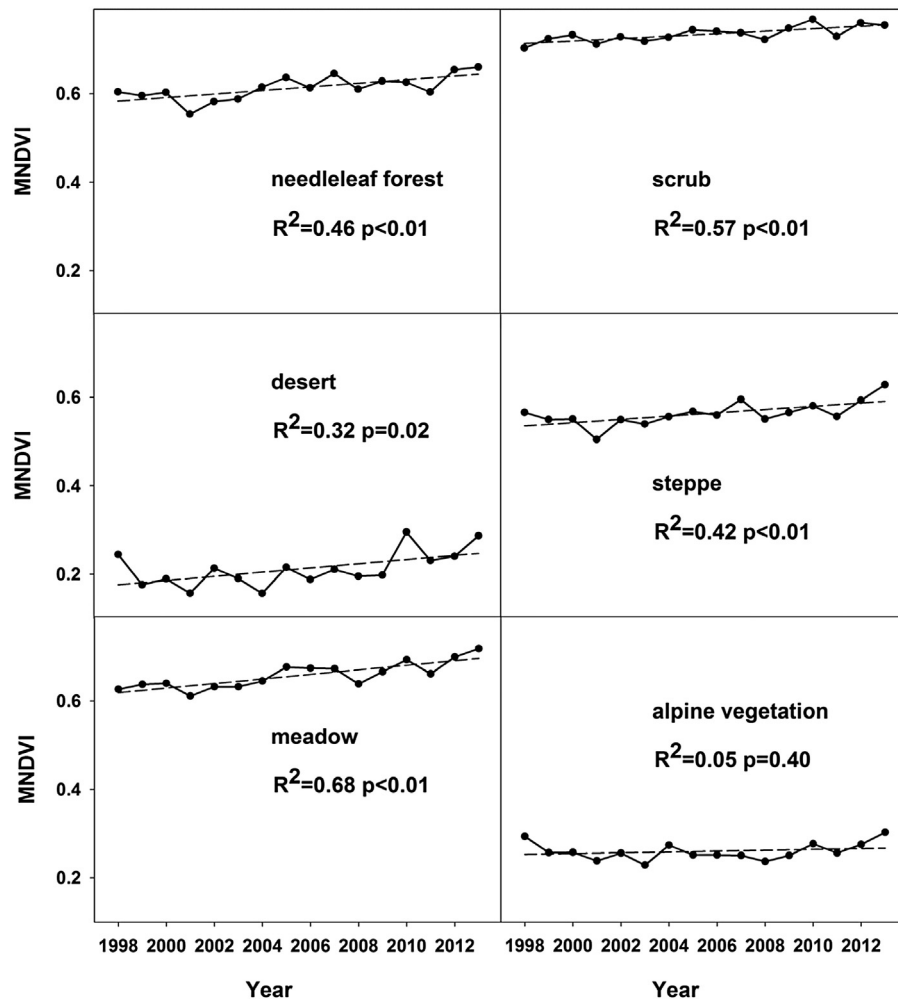 MNDVI
0.6
0.4
0.2
needleleaf forest
R2=0.46 p<0.01
scrub
R2=0.57 p<0.01
MNDVI
0.6
0.4
0.2
desert
R2=0.32 p=0.02
steppe
R2=0.42 p<0.01
MNDVI
0.6
0.4
0.2
meadow
R2=0.68 p<0.01
alpine vegetation
R2=0.05 p=0.40
1998 2000 2002 2004 2006 2008 2010 2012
1998 2000 2002 2004 2006 2008 2010 2012
Year
Year